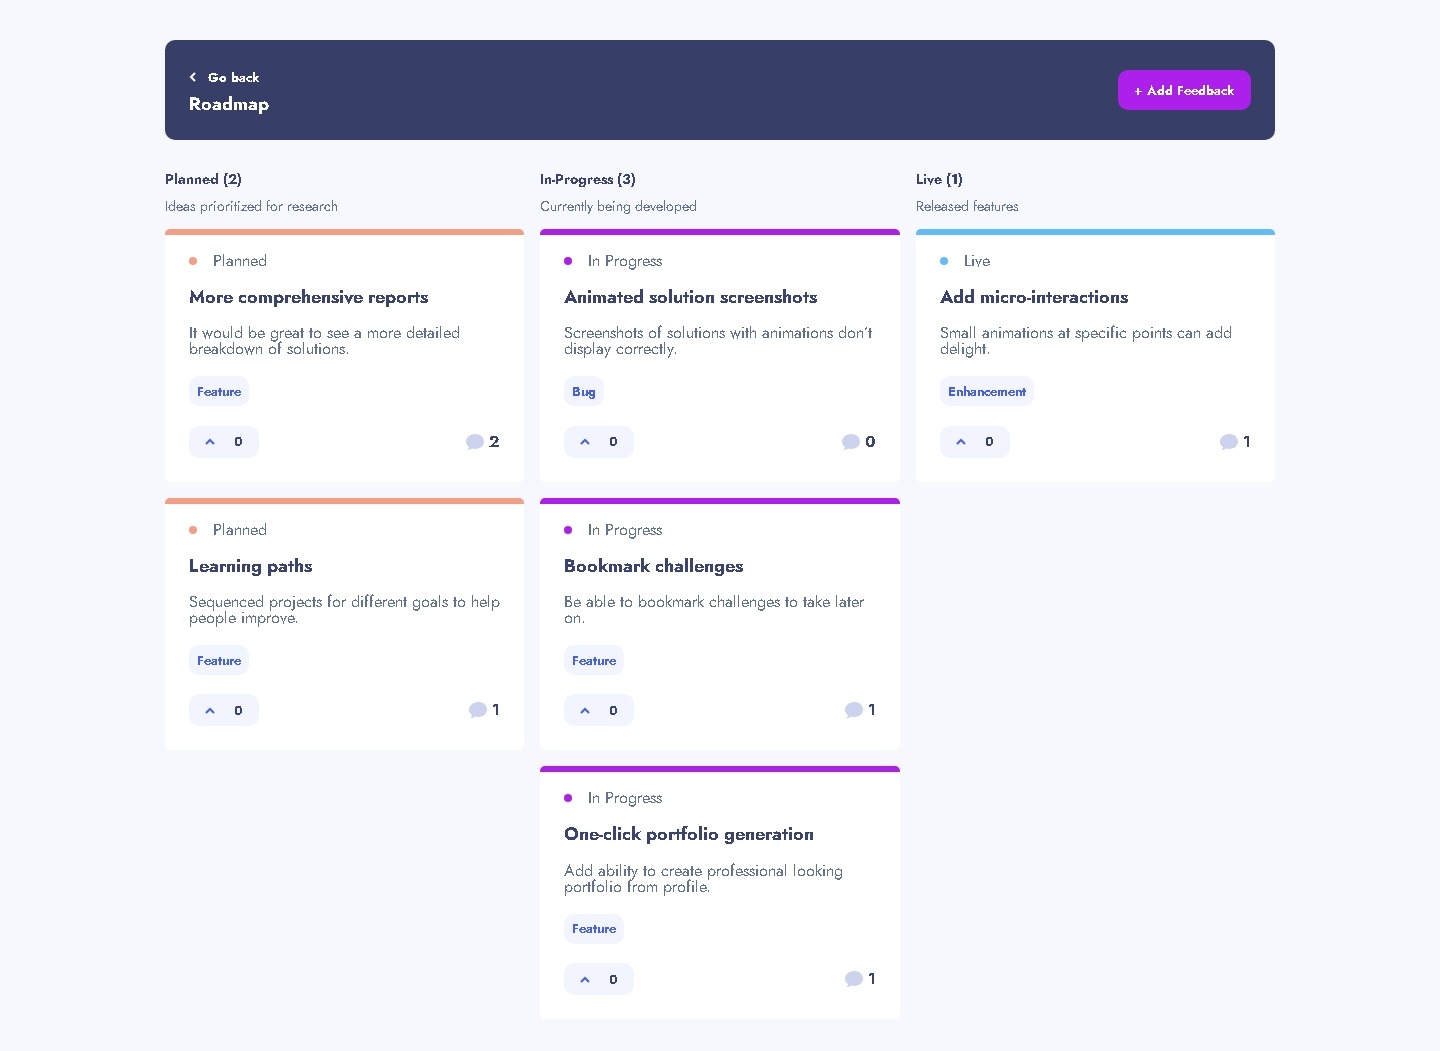 Go back
Roadmap
+ Add Feedback
Planned (2)
Ideas prioritized for research
Planned
More comprehensive reports
It would be great to see a more detailed
breakdown of solutions.
Feature
0
2
Planned
Learning paths
Sequenced projects for different goals to help
people improve.
Feature
0
1
In-Progress (3)
Currently being developed
In Progress
Animated solution screenshots
Screenshots of solutions with animations don't
display correctly.
Bug
0
0
In Progress
Bookmark challenges
Be able to bookmark challenges to take later
on.
Feature
0
1
In Progress
One-click portfolio generation
Add ability to create professional looking
portfolio from profile.
Feature
0
1
Live (1)
Released features
Live
Add micro-interactions
Small animations at specific points can add
delight.
Enhancement
0
1